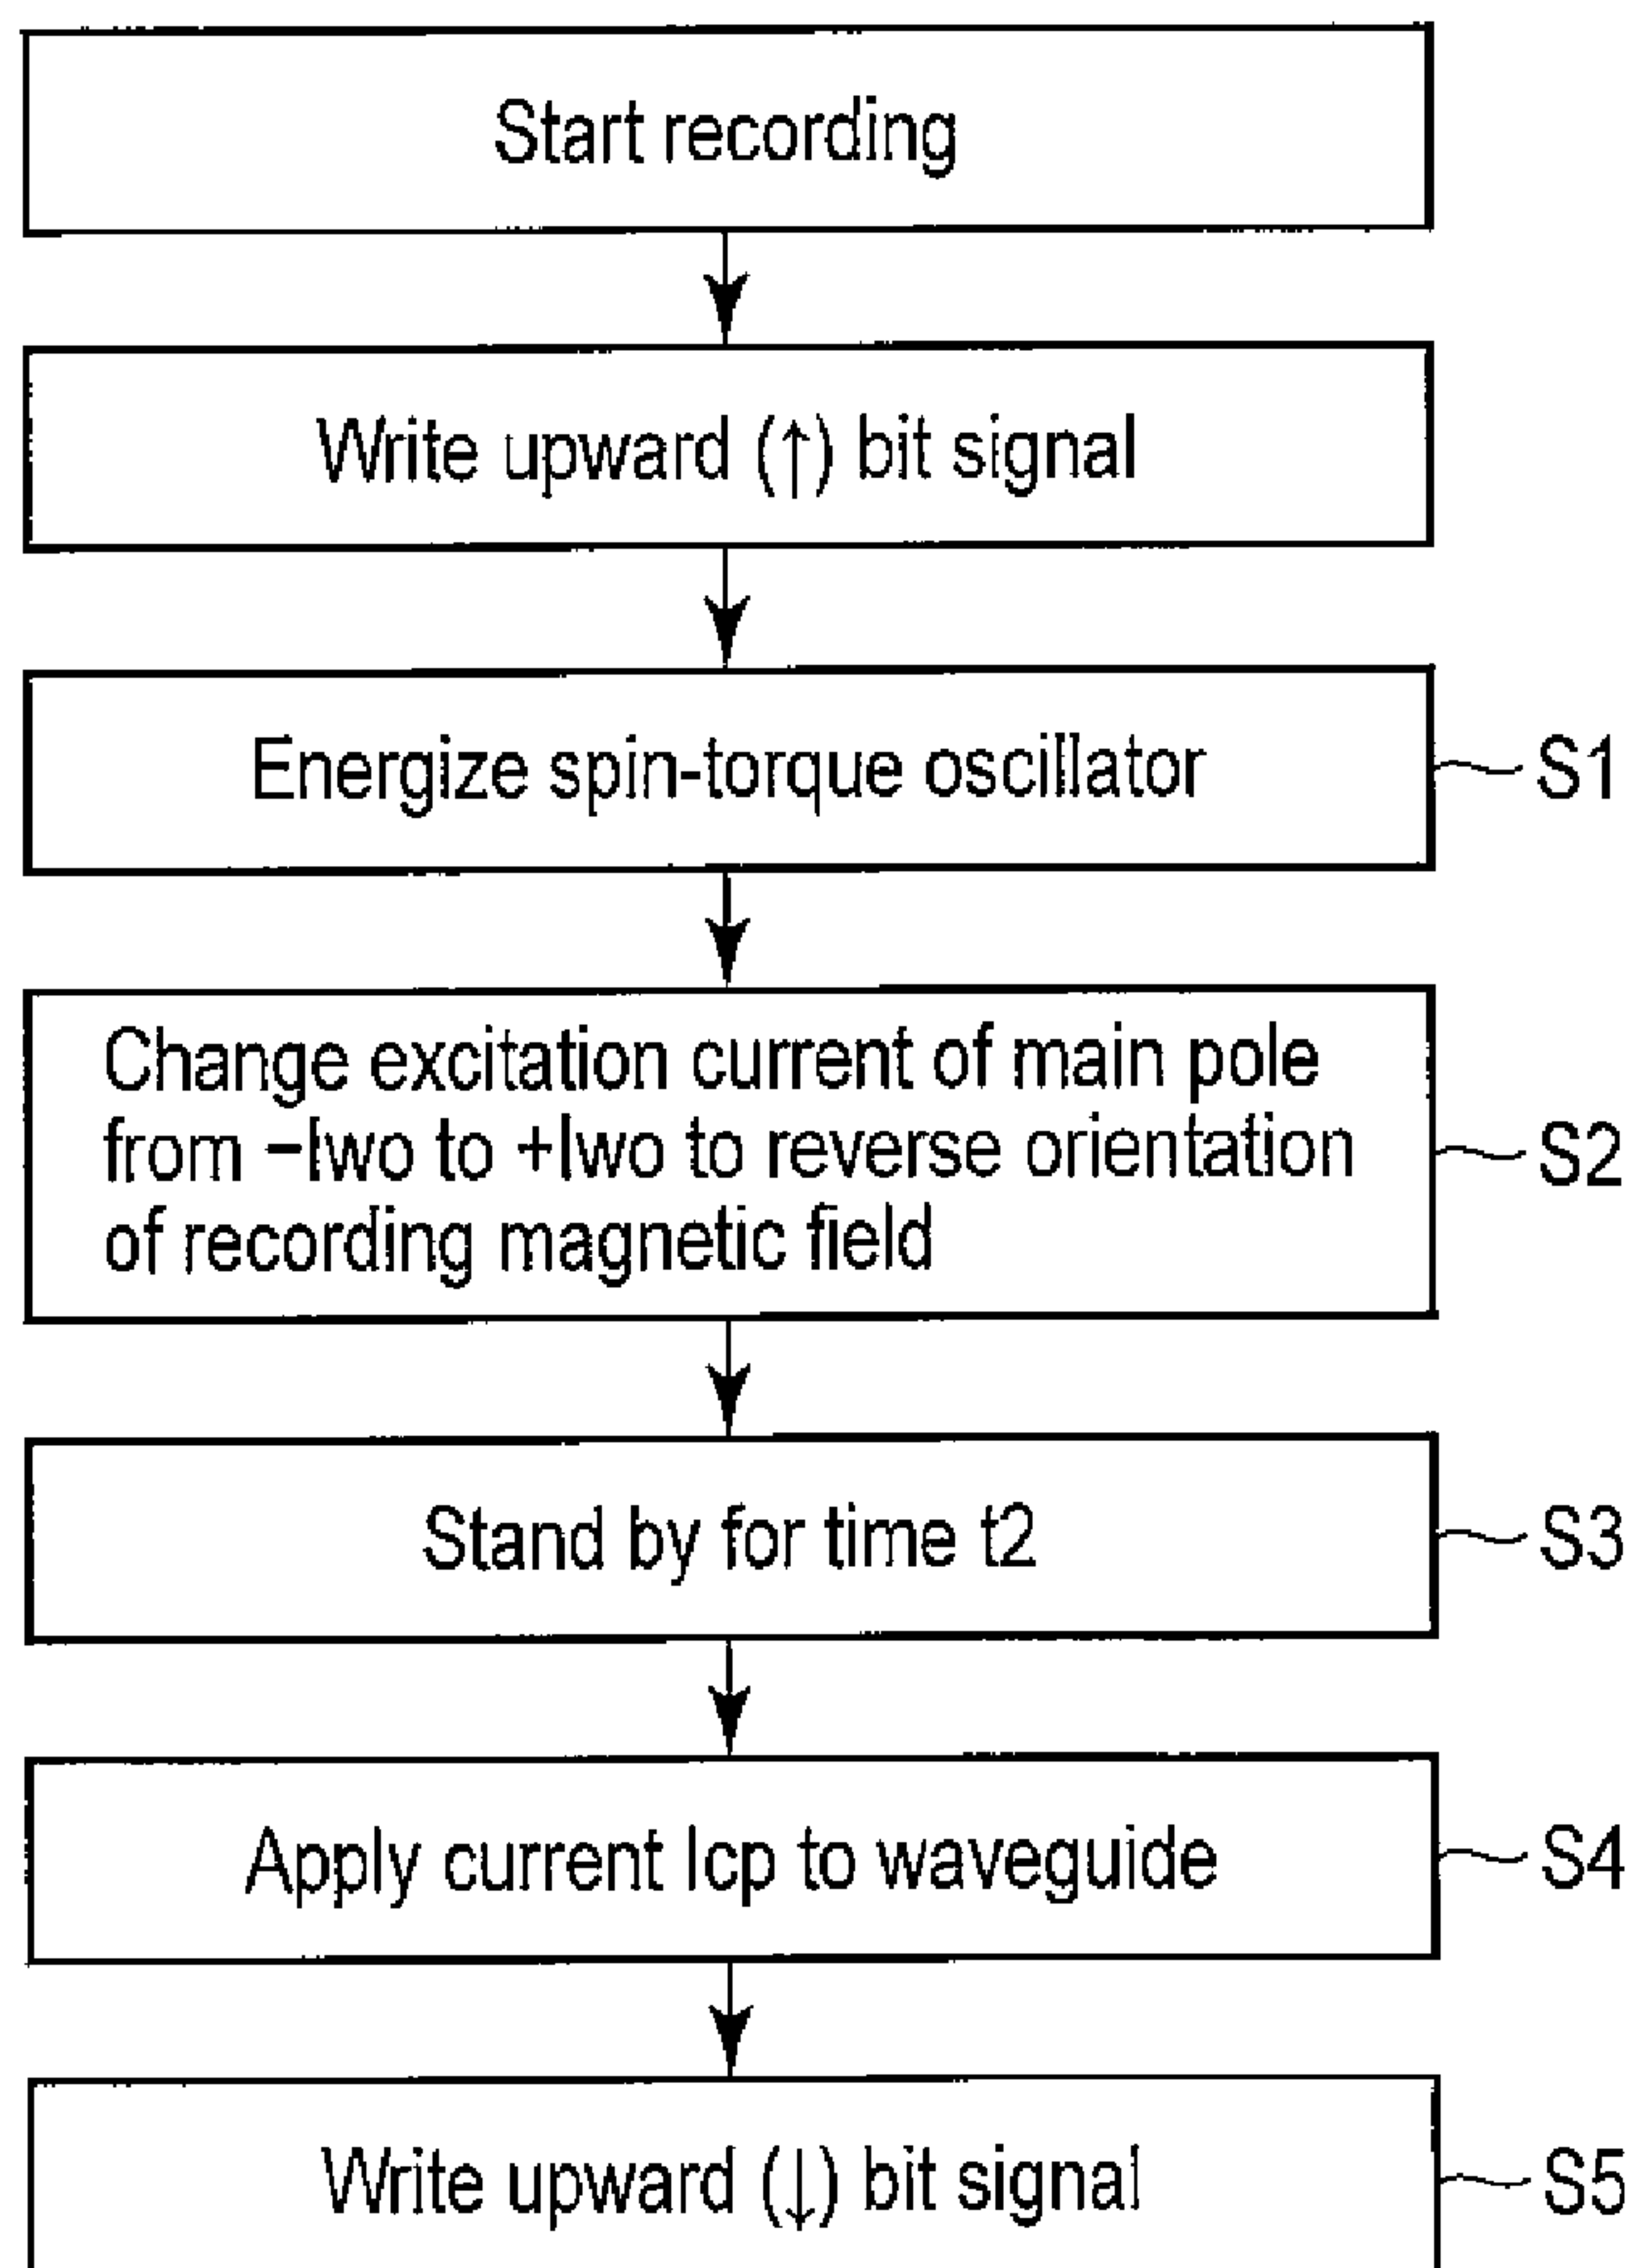 Start recording
Write upward (↑) bit signal
Energize spin-torque oscillator
S1
Change excitation current of main pole
from −Iwo to +Iwo to reverse orientation
of recording magnetic field
S2
Stand by for time t2
S3
Apply current Icp to waveguide
S4
Write upward (↓) bit signal
S5